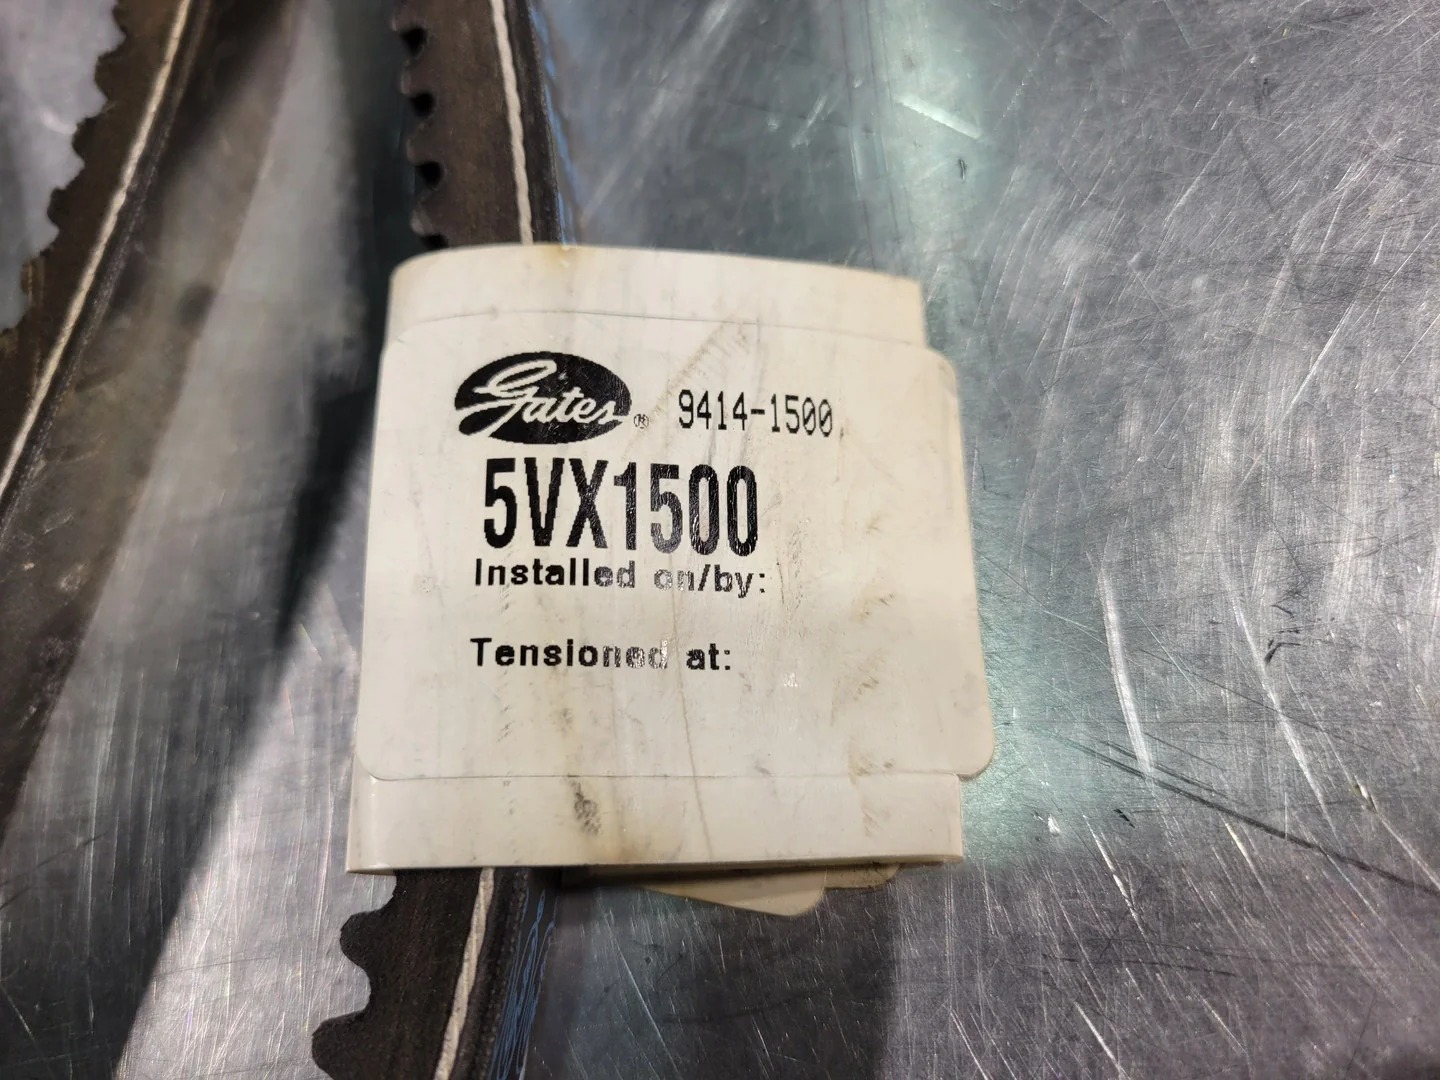 Gates® 9414-1500
5VX1500
Installed on/by:
Tensioned at: